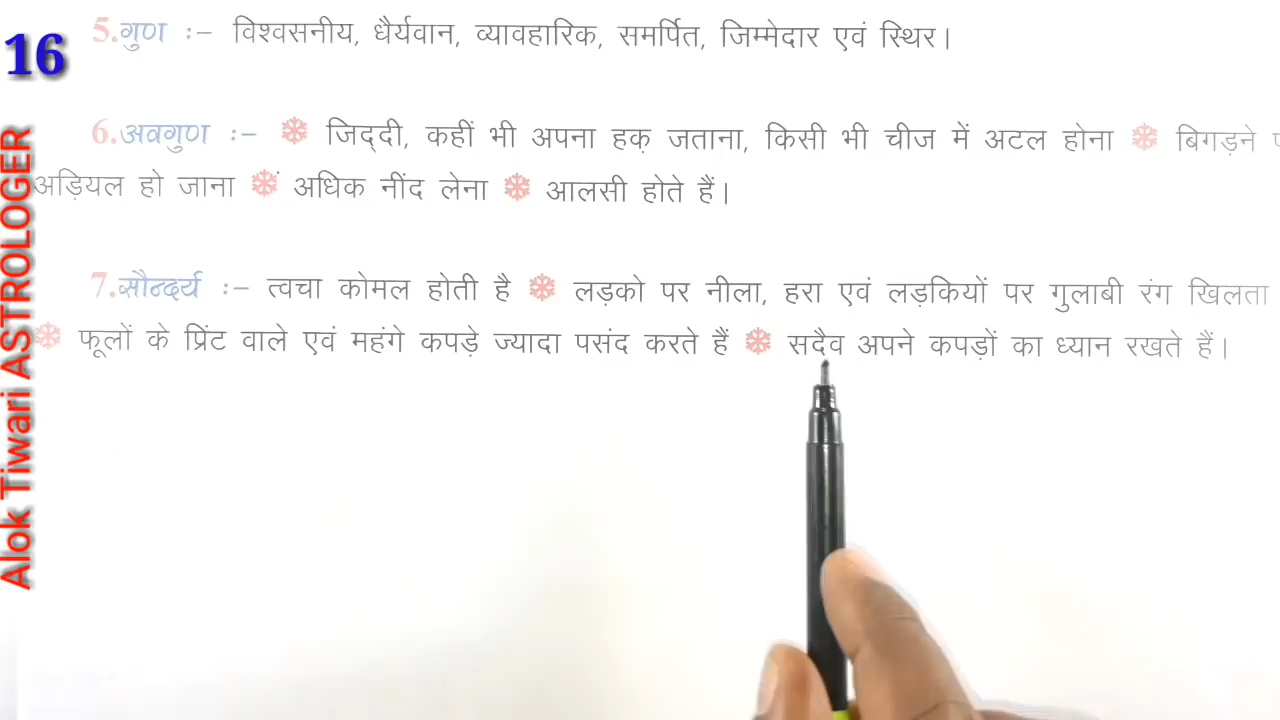 16
Alok Tiwari ASTROLOGER
5.गुण :– विश्वसनीय, धैर्यवान, व्यावहारिक, समर्पित, जिम्मेदार एवं स्थिर।
6.अवगुण :– ❄ जिद्दी, कहीं भी अपना हक़ जताना, किसी भी चीज में अटल होना ❄ बिगड़ने
अड़ियल हो जाना ❄ अधिक नींद लेना ❄ आलसी होते हैं।
7.सौन्दर्य :– त्वचा कोमल होती है ❄ लड़को पर नीला, हरा एवं लड़कियों पर गुलाबी रंग खिलता
❄ फूलों के प्रिंट वाले एवं महंगे कपड़े ज्यादा पसंद करते हैं ❄ सदैव अपने कपड़ों का ध्यान रखते हैं।